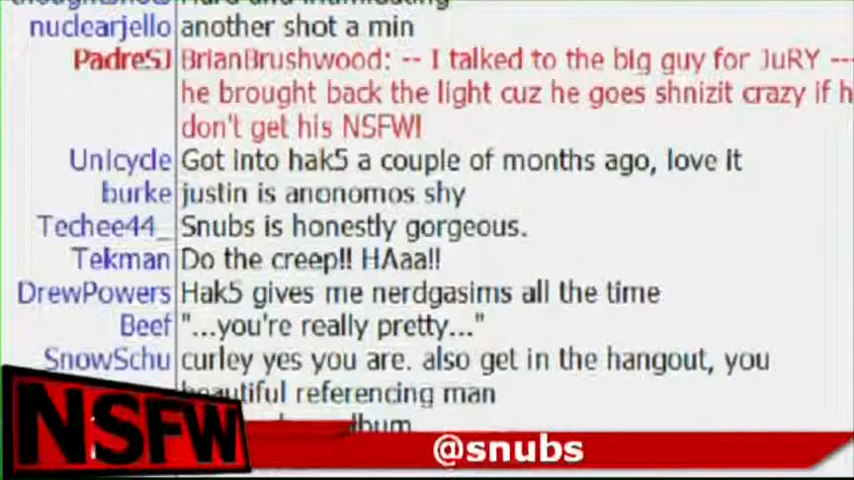 nuclearjello another shot a min
PadreSJ BrianBrushwood: -- I talked to the big guy for JuRY ---
he brought back the light cuz he goes shnizit crazy if h
don't get his NSFW!
Unicycle Got into hak5 a couple of months ago, love it
burke justin is anonomos shy
Techee44_ Snubs is honestly gorgeous.
Tekman Do the creep!! HAaa!!
DrewPowers Hak5 gives me nerdgasims all the time
Beef "...you're really pretty..."
SnowSchu curley yes you are. also get in the hangout, you
beautiful referencing man
NSFW
@snubs